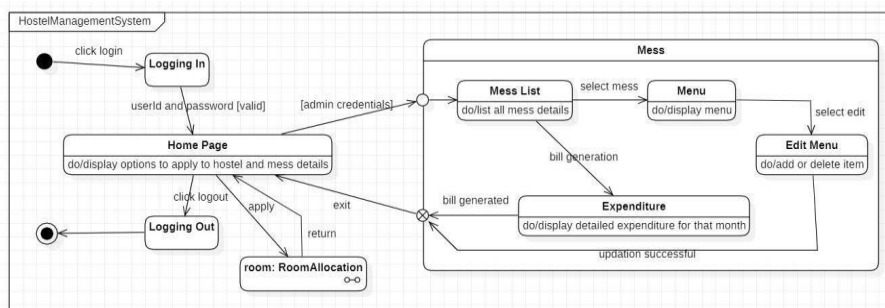 HostelManagementSystem
click login
Logging In
userId and password [valid]
[admin credentials]
Home Page
do/display options to apply to hostel and mess details
click logout
apply
return
exit
Logging Out
room: RoomAllocation
Mess
Mess List
do/list all mess details
select mess
Menu
do/display menu
select edit
Edit Menu
do/add or delete item
bill generation
bill generated
Expenditure
do/display detailed expenditure for that month
updation successful